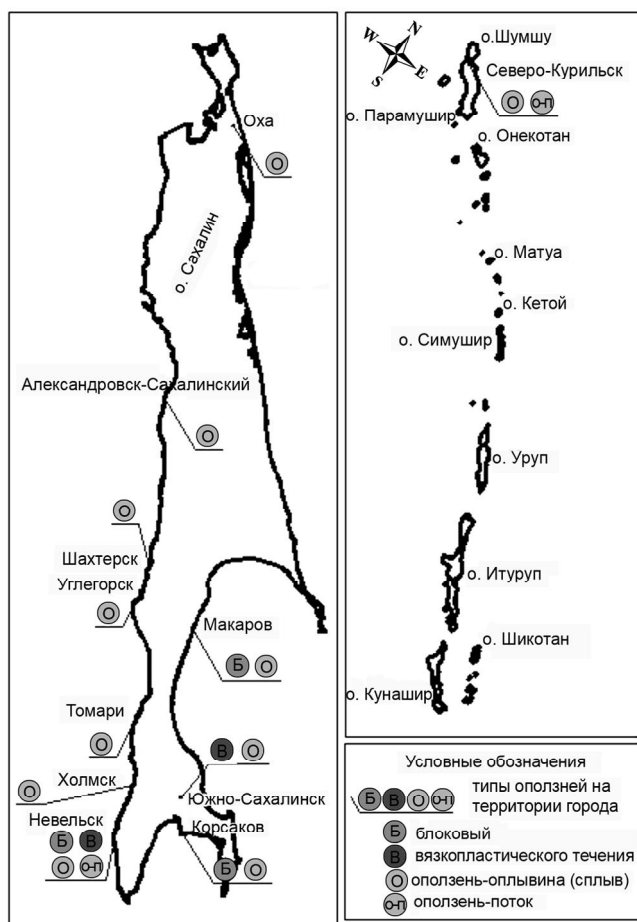 Оха
О
о. Сахалин
Александровск-Сахалинский
О
О
Шахтерск
Углегорск
О
Макаров
Б О
Томари
О
В О
О
Холмск
Южно-Сахалинск
Невельск
Б В
О о-п
Корсаков
Б О
N
W
E
S
о.Шумшу
Северо-Курильск
О о-п
о. Парамушир
о. Онекотан
о. Матуа
о. Кетой
о. Симушир
о. Уруп
о. Итуруп
о. Шикотан
о. Кунашир
Условные обозначения
Б В О о-п
типы оползней на
территории города
Б блоковый
В вязкопластического течения
О оползень-оплывина (сплыв)
о-п оползень-поток